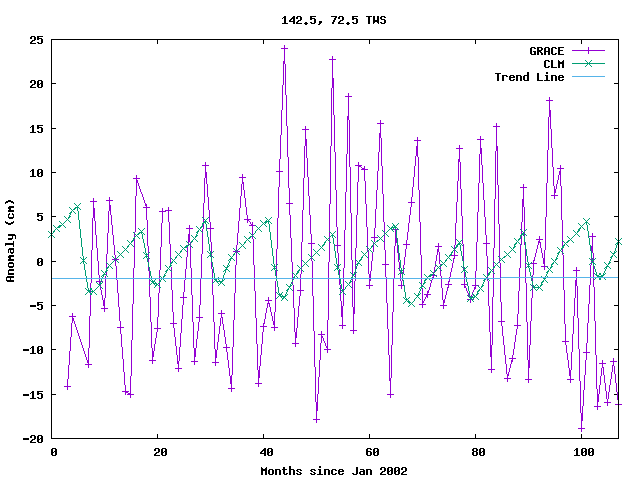 142.5, 72.5 TWS
GRACE
CLM
Trend Line
25
20
15
10
5
0
-5
-10
-15
-20
Anomaly (cm)
0 20 40 60 80 100
Months since Jan 2002